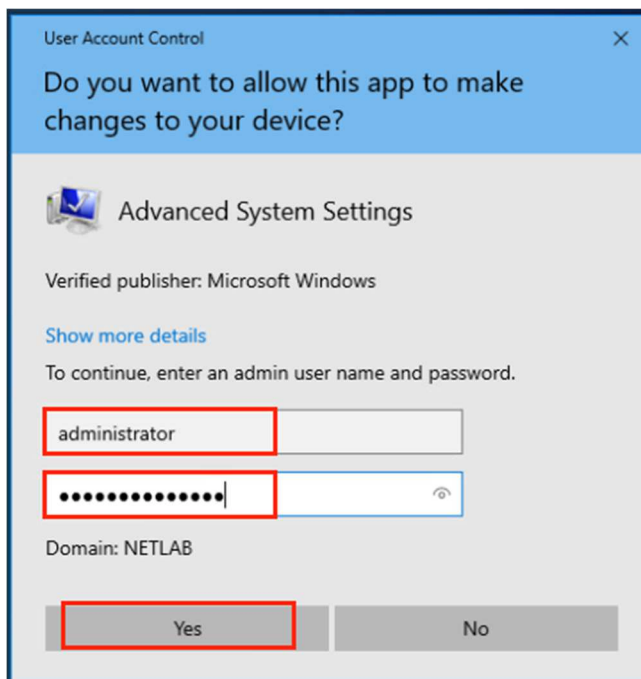 User Account Control
Do you want to allow this app to make
changes to your device?
Advanced System Settings
Verified publisher: Microsoft Windows
Show more details
To continue, enter an admin user name and password.
administrator
●●●●●●●●●●●●●●
Domain: NETLAB
Yes No